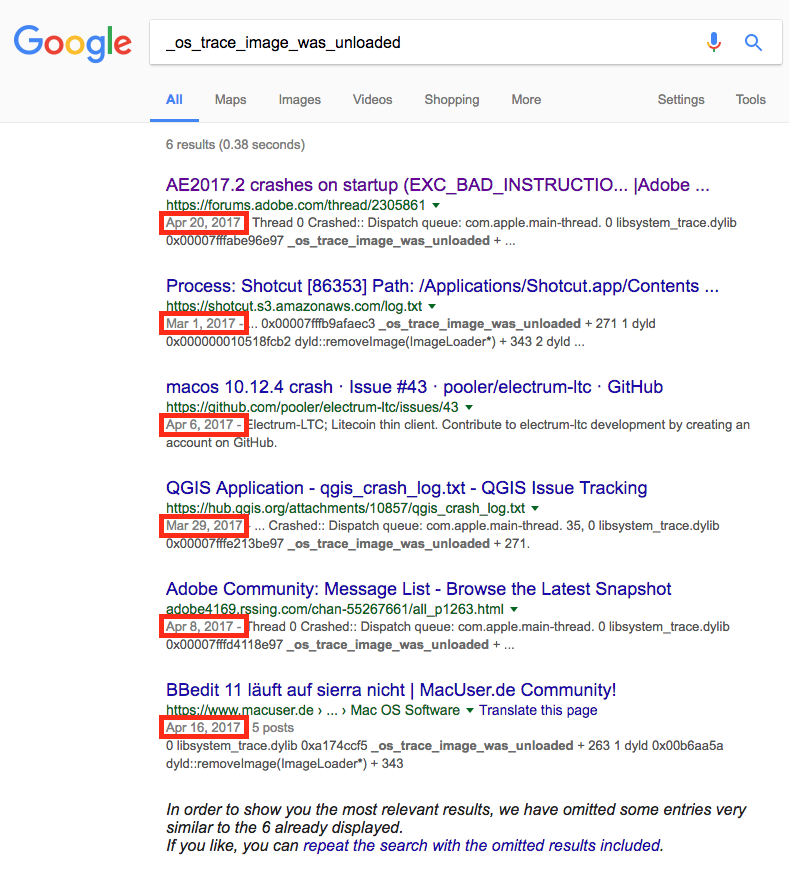 Google
_os_trace_image_was_unloaded
All Maps Images Videos Shopping More Settings Tools
6 results (0.38 seconds)
AE2017.2 crashes on startup (EXC_BAD_INSTRUCTIO... |Adobe ...
https://forums.adobe.com/thread/2305861
Apr 20, 2017 Thread 0 Crashed:: Dispatch queue: com.apple.main-thread. 0 libsystem_trace.dylib
0x00007fffabe96e97 _os_trace_image_was_unloaded + ...
Process: Shotcut [86353] Path: /Applications/Shotcut.app/Contents ...
https://shotcut.s3.amazonaws.com/log.txt
Mar 1, 2017 - ... 0x00007fffb9afaec3 _os_trace_image_was_unloaded + 271 1 dyld
0x000000010518fcb2 dyld::removeImage(ImageLoader*) + 343 2 dyld ...
macos 10.12.4 crash · Issue #43 · pooler/electrum-ltc · GitHub
https://github.com/pooler/electrum-ltc/issues/43
Apr 6, 2017 - Electrum-LTC; Litecoin thin client. Contribute to electrum-ltc development by creating an
account on GitHub.
QGIS Application - qgis_crash_log.txt - QGIS Issue Tracking
https://hub.qgis.org/attachments/10857/qgis_crash_log.txt
Mar 29, 2017 - ... Crashed:: Dispatch queue: com.apple.main-thread. 35, 0 libsystem_trace.dylib
0x00007fffe213be97 _os_trace_image_was_unloaded + 271.
Adobe Community: Message List - Browse the Latest Snapshot
adobe4169.rssing.com/chan-55267661/all_p1263.html
Apr 8, 2017 - Thread 0 Crashed:: Dispatch queue: com.apple.main-thread. 0 libsystem_trace.dylib
0x00007fffd4118e97 _os_trace_image_was_unloaded + ...
BBedit 11 läuft auf sierra nicht | MacUser.de Community!
https://www.macuser.de › ... › Mac OS Software Translate this page
Apr 16, 2017 5 posts
0 libsystem_trace.dylib 0xa174ccf5 _os_trace_image_was_unloaded + 263 1 dyld 0x00b6aa5a
dyld::removeImage(ImageLoader*) + 343
In order to show you the most relevant results, we have omitted some entries very
similar to the 6 already displayed.
If you like, you can repeat the search with the omitted results included.